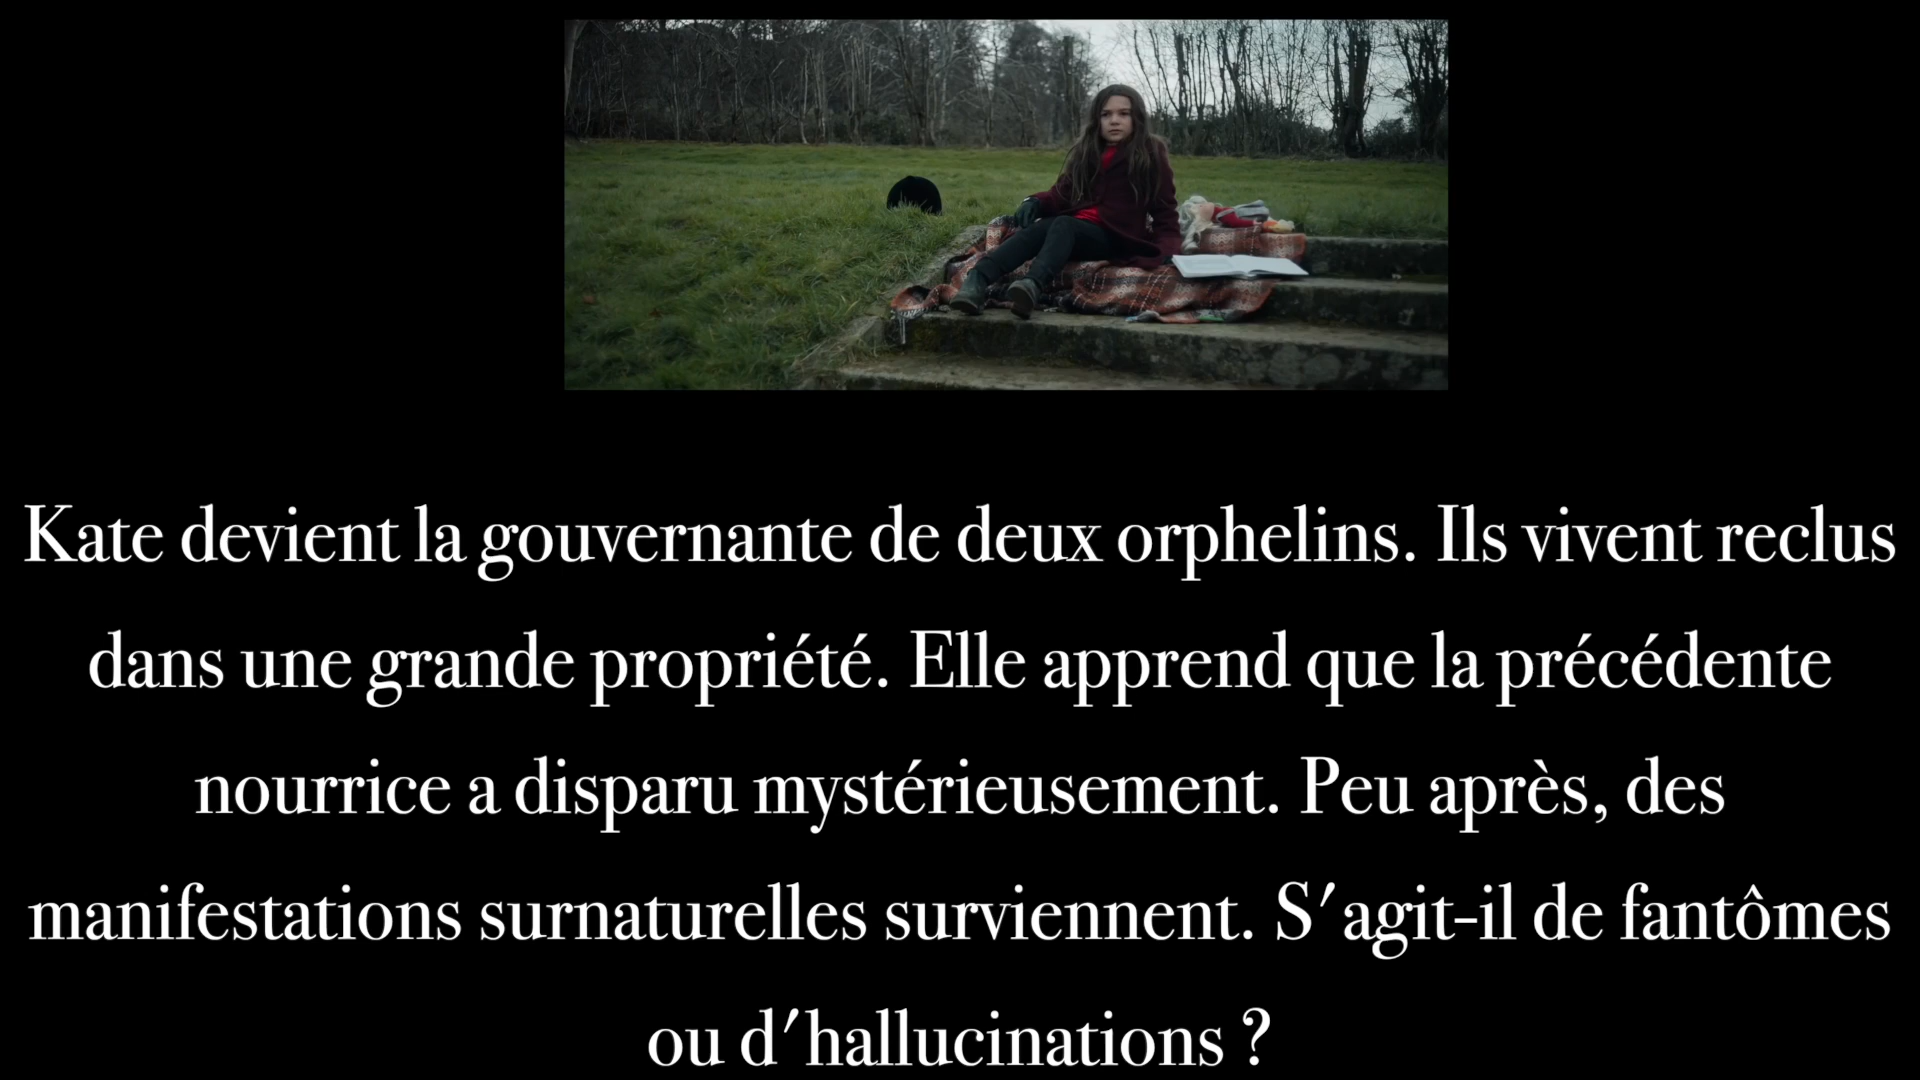 Kate devient la gouvernante de deux orphelins. Ils vivent reclus
dans une grande propriété. Elle apprend que la précédente
nourrice a disparu mystérieusement. Peu après, des
manifestations surnaturelles surviennent. S'agit-il de fantômes
ou d'hallucinations ?